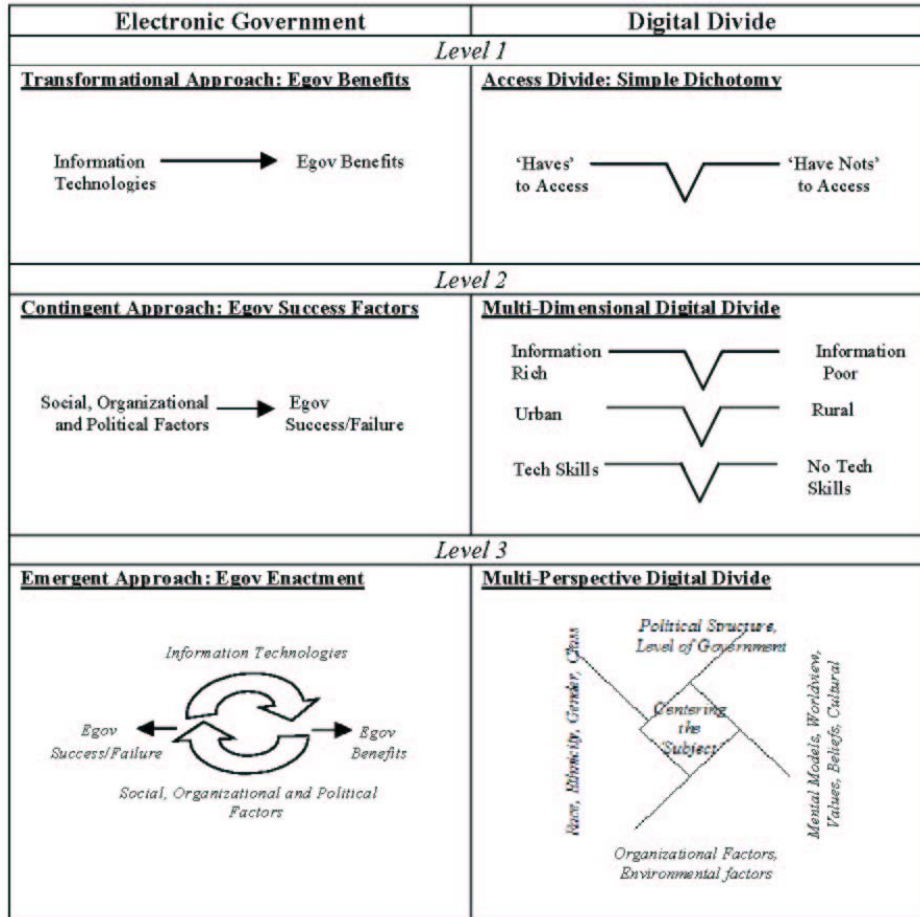 Electronic Government
Digital Divide
Level 1
Transformational Approach: Egov Benefits
Information
Technologies
Egov Benefits
Access Divide: Simple Dichotomy
‘Haves’
to Access
‘Have Nots’
to Access
Level 2
Contingent Approach: Egov Success Factors
Social, Organizational
and Political Factors
Egov
Success/Failure
Multi-Dimensional Digital Divide
Information
Rich
Information
Poor
Urban
Rural
Tech Skills
No Tech
Skills
Level 3
Emergent Approach: Egov Enactment
Information Technologies
Egov
Success/Failure
Egov
Benefits
Social, Organizational and Political
Factors
Multi-Perspective Digital Divide
Political Structure,
Level of Government
Race, Ethnicity, Gender, Class
Centering
the
Subject
Mental Models, Worldview,
Values, Beliefs, Cultural
Organizational Factors,
Environmental factors